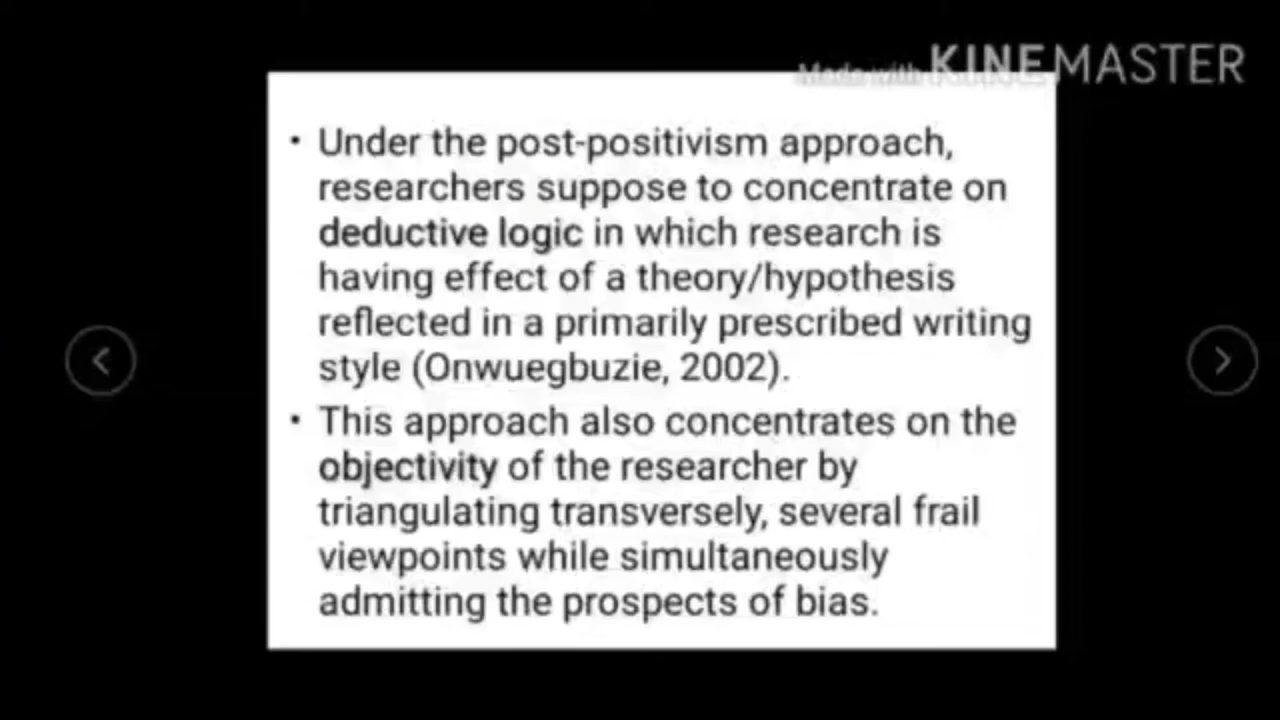 Made with KINEMASTER
• Under the post-positivism approach,
researchers suppose to concentrate on
deductive logic in which research is
having effect of a theory/hypothesis
reflected in a primarily prescribed writing
style (Onwuegbuzie, 2002).
• This approach also concentrates on the
objectivity of the researcher by
triangulating transversely, several frail
viewpoints while simultaneously
admitting the prospects of bias.